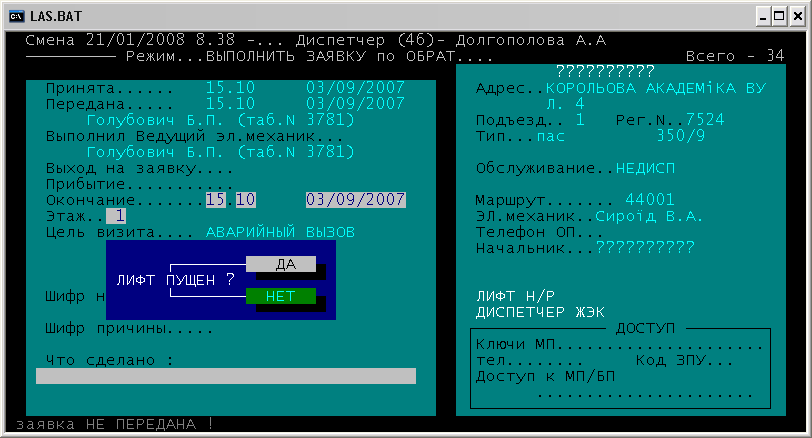 LAS.BAT
Смена 21/01/2008 8.38 -... Диспетчер (46)- Долгополова А.А
Режим...ВЫПОЛНИТЬ ЗАЯВКУ по ОБРАТ.... Всего - 34
Принята...... 15.10 03/09/2007
Передана..... 15.10 03/09/2007
Голубович Б.П. (таб.N 3781)
Выполнил Ведущий эл.механик...
Голубович Б.П. (таб.N 3781)
Выход на заявку....
Прибытие...........
Окончание.......15.10 03/09/2007
Этаж.. 1
Цель визита.... АВАРИЙНЫЙ ВЫЗОВ
ЛИФТ ПУЩЕН ?
ДА
НЕТ
Шифр н
Шифр причины.....
Что сделано :
??????????
Адрес..КОРОЛЬОВА АКАДЕМiКА ВУ
Л. 4
Подъезд.. 1 Рег.N..7524
Тип...пас 350/9
Обслуживание..НЕДИСП
Маршрут....... 44001
ЭЛ.механик..Сироїд В.А.
Телефон ОП...
Начальник...??????????
ЛИФТ Н/Р
ДИСПЕТЧЕР ЖЭК
ДОСТУП
Ключи МП.....................
тел........ Код ЗПУ...
Доступ к МП/БП
......................
заявка НЕ ПЕРЕДАНА !